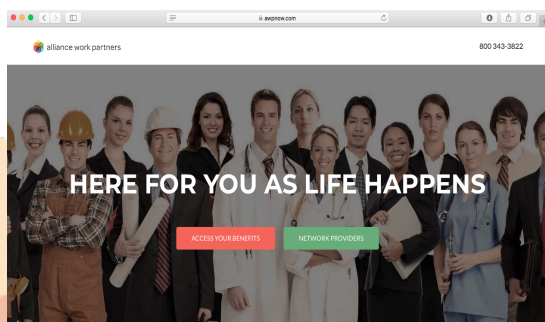 awpnow.com
alliance work partners
800 343-3822
HERE FOR YOU AS LIFE HAPPENS
ACCESS YOUR BENEFITS
NETWORK PROVIDERS